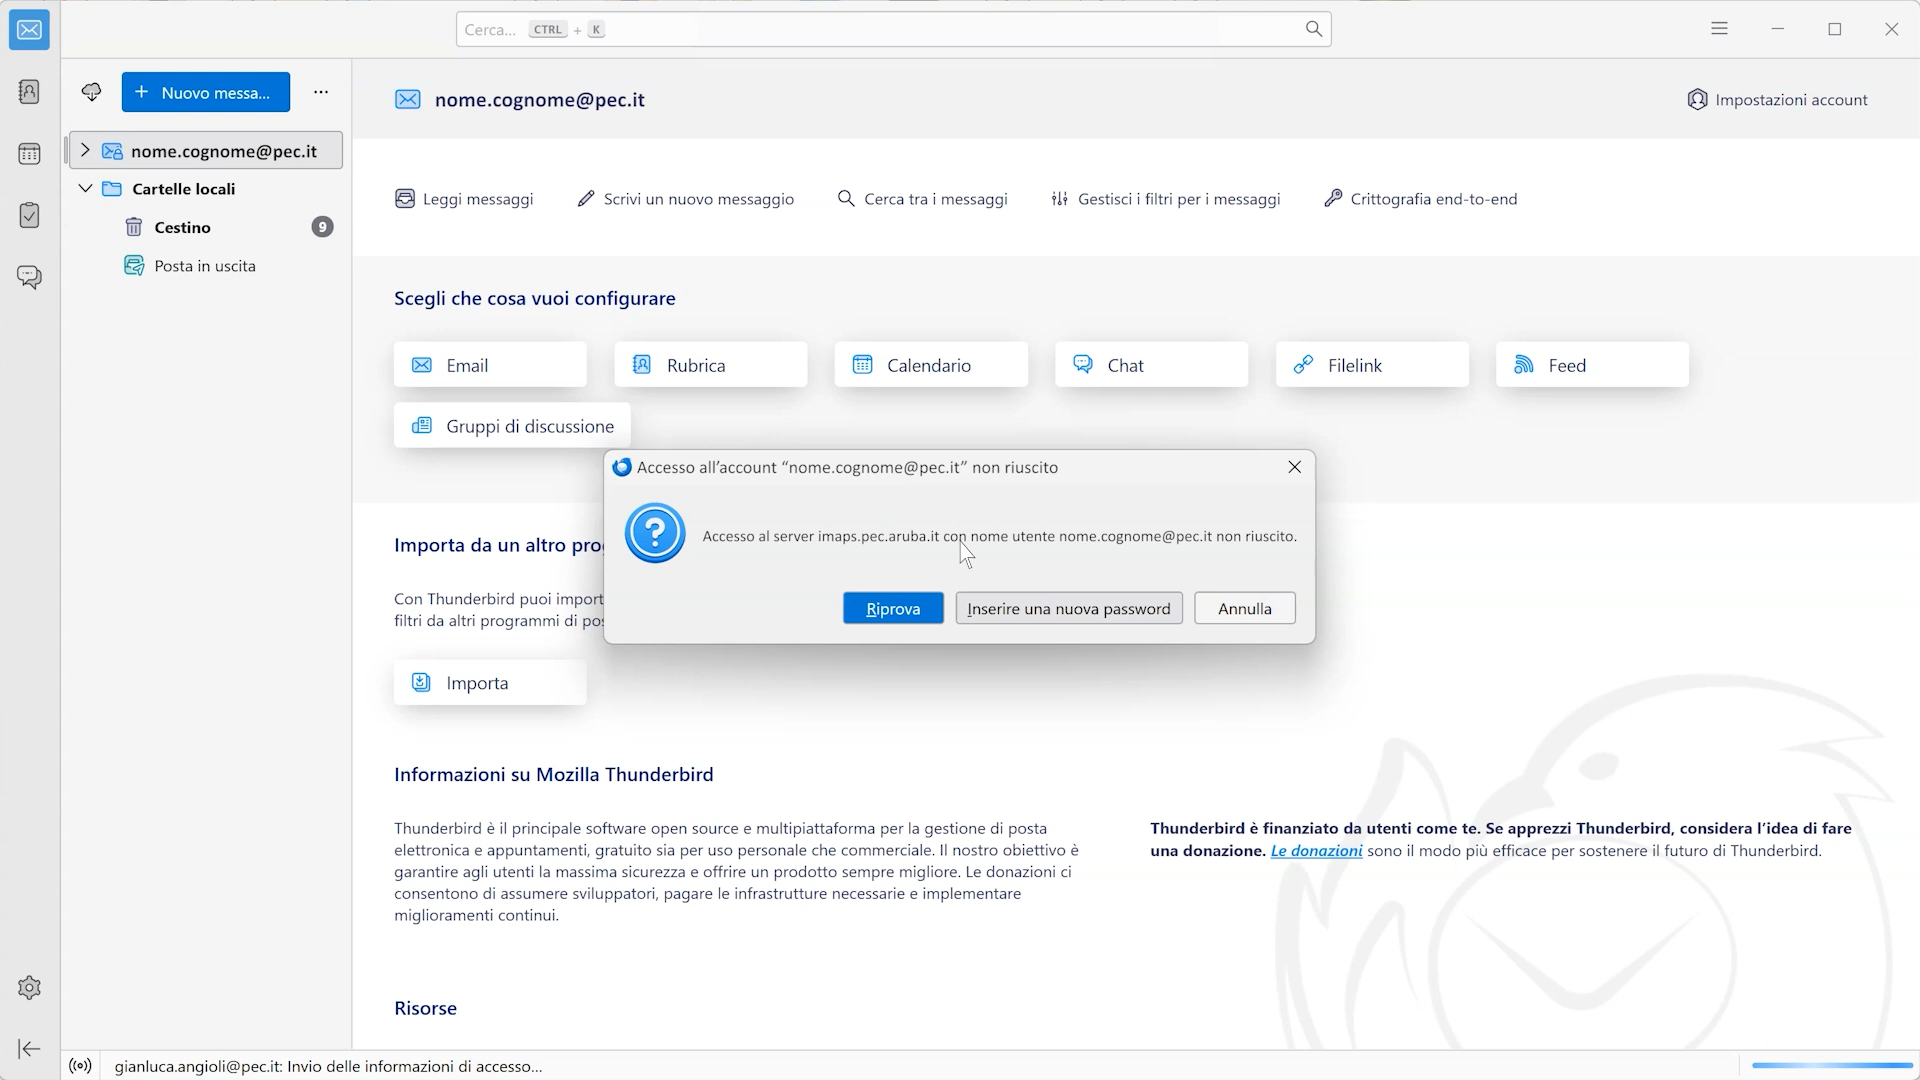 Cerca... CTRL + K
Nuovo messa...
nome.cognome@pec.it
Cartelle locali
Cestino 9
Posta in uscita
nome.cognome@pec.it
Impostazioni account
Leggi messaggi
Scrivi un nuovo messaggio
Cerca tra i messaggi
Gestisci i filtri per i messaggi
Crittografia end-to-end
Scegli che cosa vuoi configurare
Email
Rubrica
Calendario
Chat
Filelink
Feed
Gruppi di discussione
Accesso all'account “nome.cognome@pec.it” non riuscito
Accesso al server imaps.pec.aruba.it con nome utente nome.cognome@pec.it non riuscito.
Riprova
Inserire una nuova password
Annulla
Importa da un altro pro
Con Thunderbird puoi import
filtri da altri programmi di po
Importa
Informazioni su Mozilla Thunderbird
Thunderbird è il principale software open source e multipiattaforma per la gestione di posta
elettronica e appuntamenti, gratuito sia per uso personale che commerciale. Il nostro obiettivo è
garantire agli utenti la massima sicurezza e offrire un prodotto sempre migliore. Le donazioni ci
consentono di assumere sviluppatori, pagare le infrastrutture necessarie e implementare
miglioramenti continui.
Thunderbird è finanziato da utenti come te. Se apprezzi Thunderbird, considera l'idea di fare
una donazione. Le donazioni sono il modo più efficace per sostenere il futuro di Thunderbird.
Risorse
gianluca.angioli@pec.it: Invio delle informazioni di accesso...